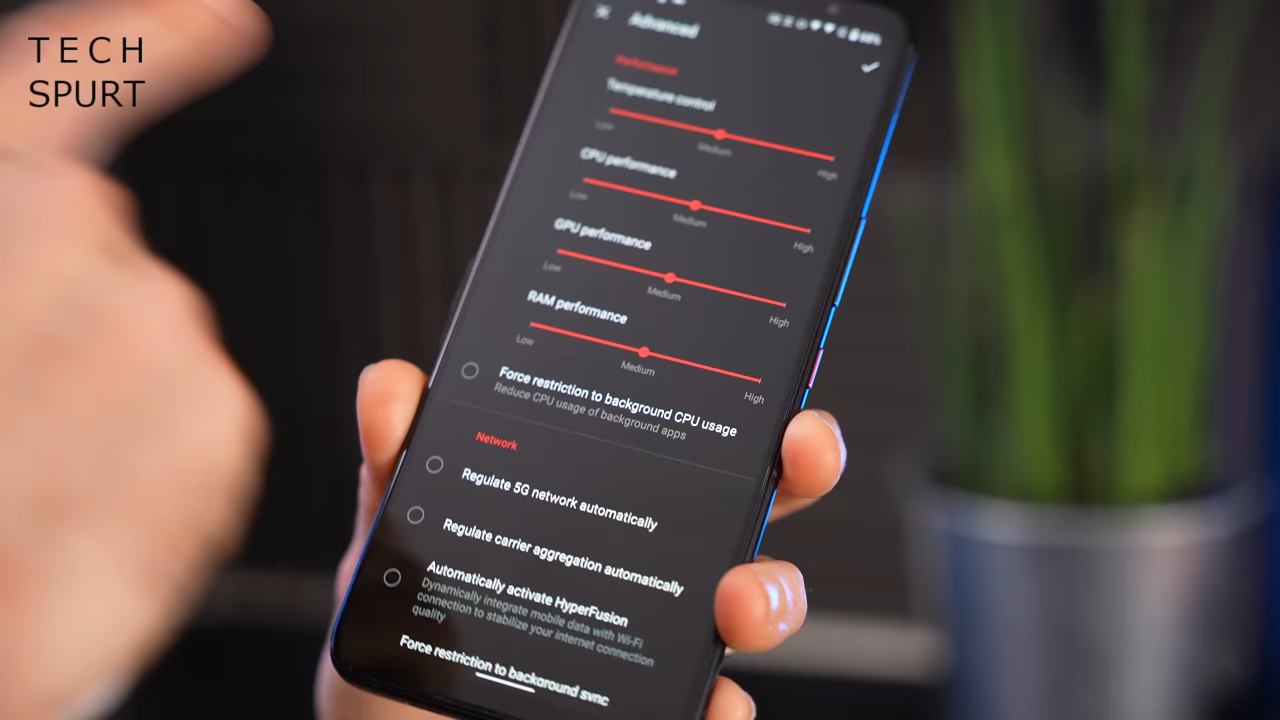 TECH
SPURT
Advanced
Performance
Temperature control
Low
Medium
High
CPU performance
Low
Medium
High
GPU performance
Low
Medium
High
RAM performance
Low
Medium
High
Force restriction to background CPU usage
Reduce CPU usage of background apps
Network
Regulate 5G network automatically
Regulate carrier aggregation automatically
Automatically activate HyperFusion
Dynamically integrate mobile data with Wi-Fi
connection to stabilize your internet connection
quality
Force restriction to background sync